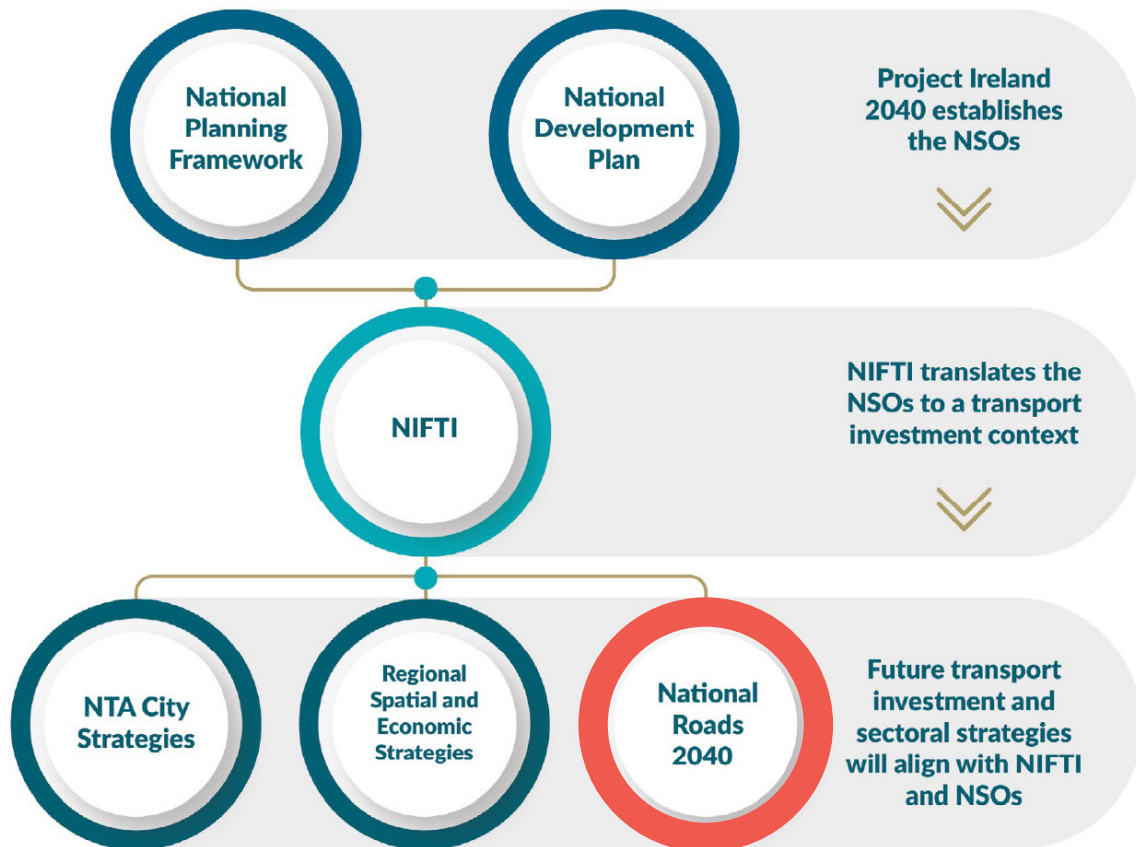 National
Planning
Framework
National
Development
Plan
Project Ireland
2040 establishes
the NSOs
NIFTI
NIFTI translates the
NSOs to a transport
investment context
NTA City
Strategies
Regional
Spatial and
Economic
Strategies
National
Roads
2040
Future transport
investment and
sectoral strategies
will align with NIFTI
and NSOs